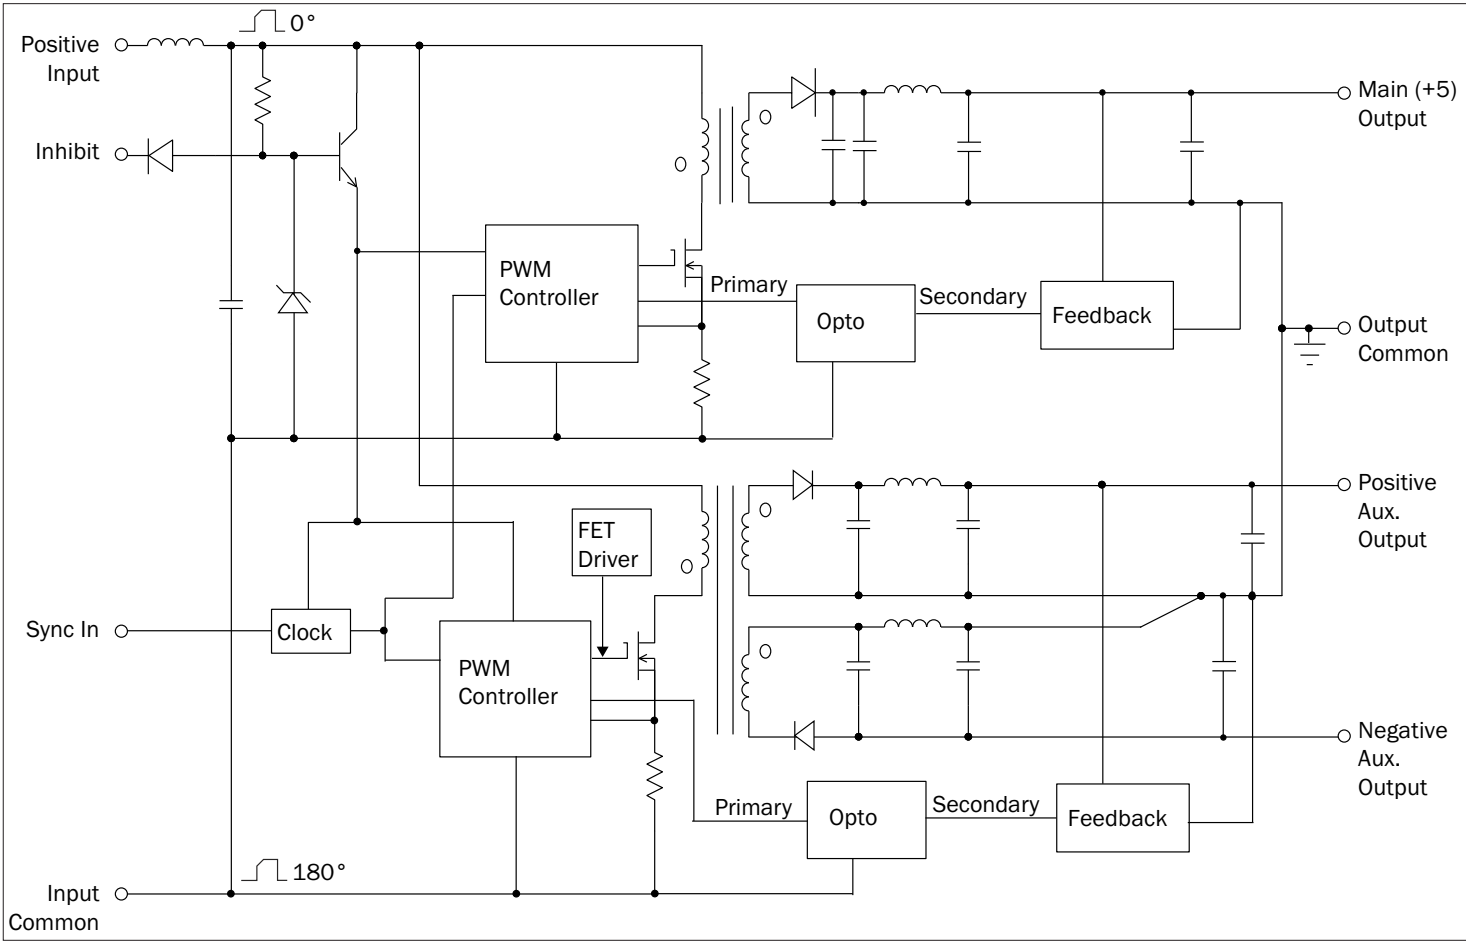 0°
Positive
Input
Main (+5)
Output
Inhibit
PWM
Controller
Primary
Opto
Secondary
Feedback
Output
Common
Positive
Aux.
Output
FET
Driver
Sync In
Clock
PWM
Controller
Negative
Aux.
Output
Primary
Opto
Secondary
Feedback
180°
Input
Common